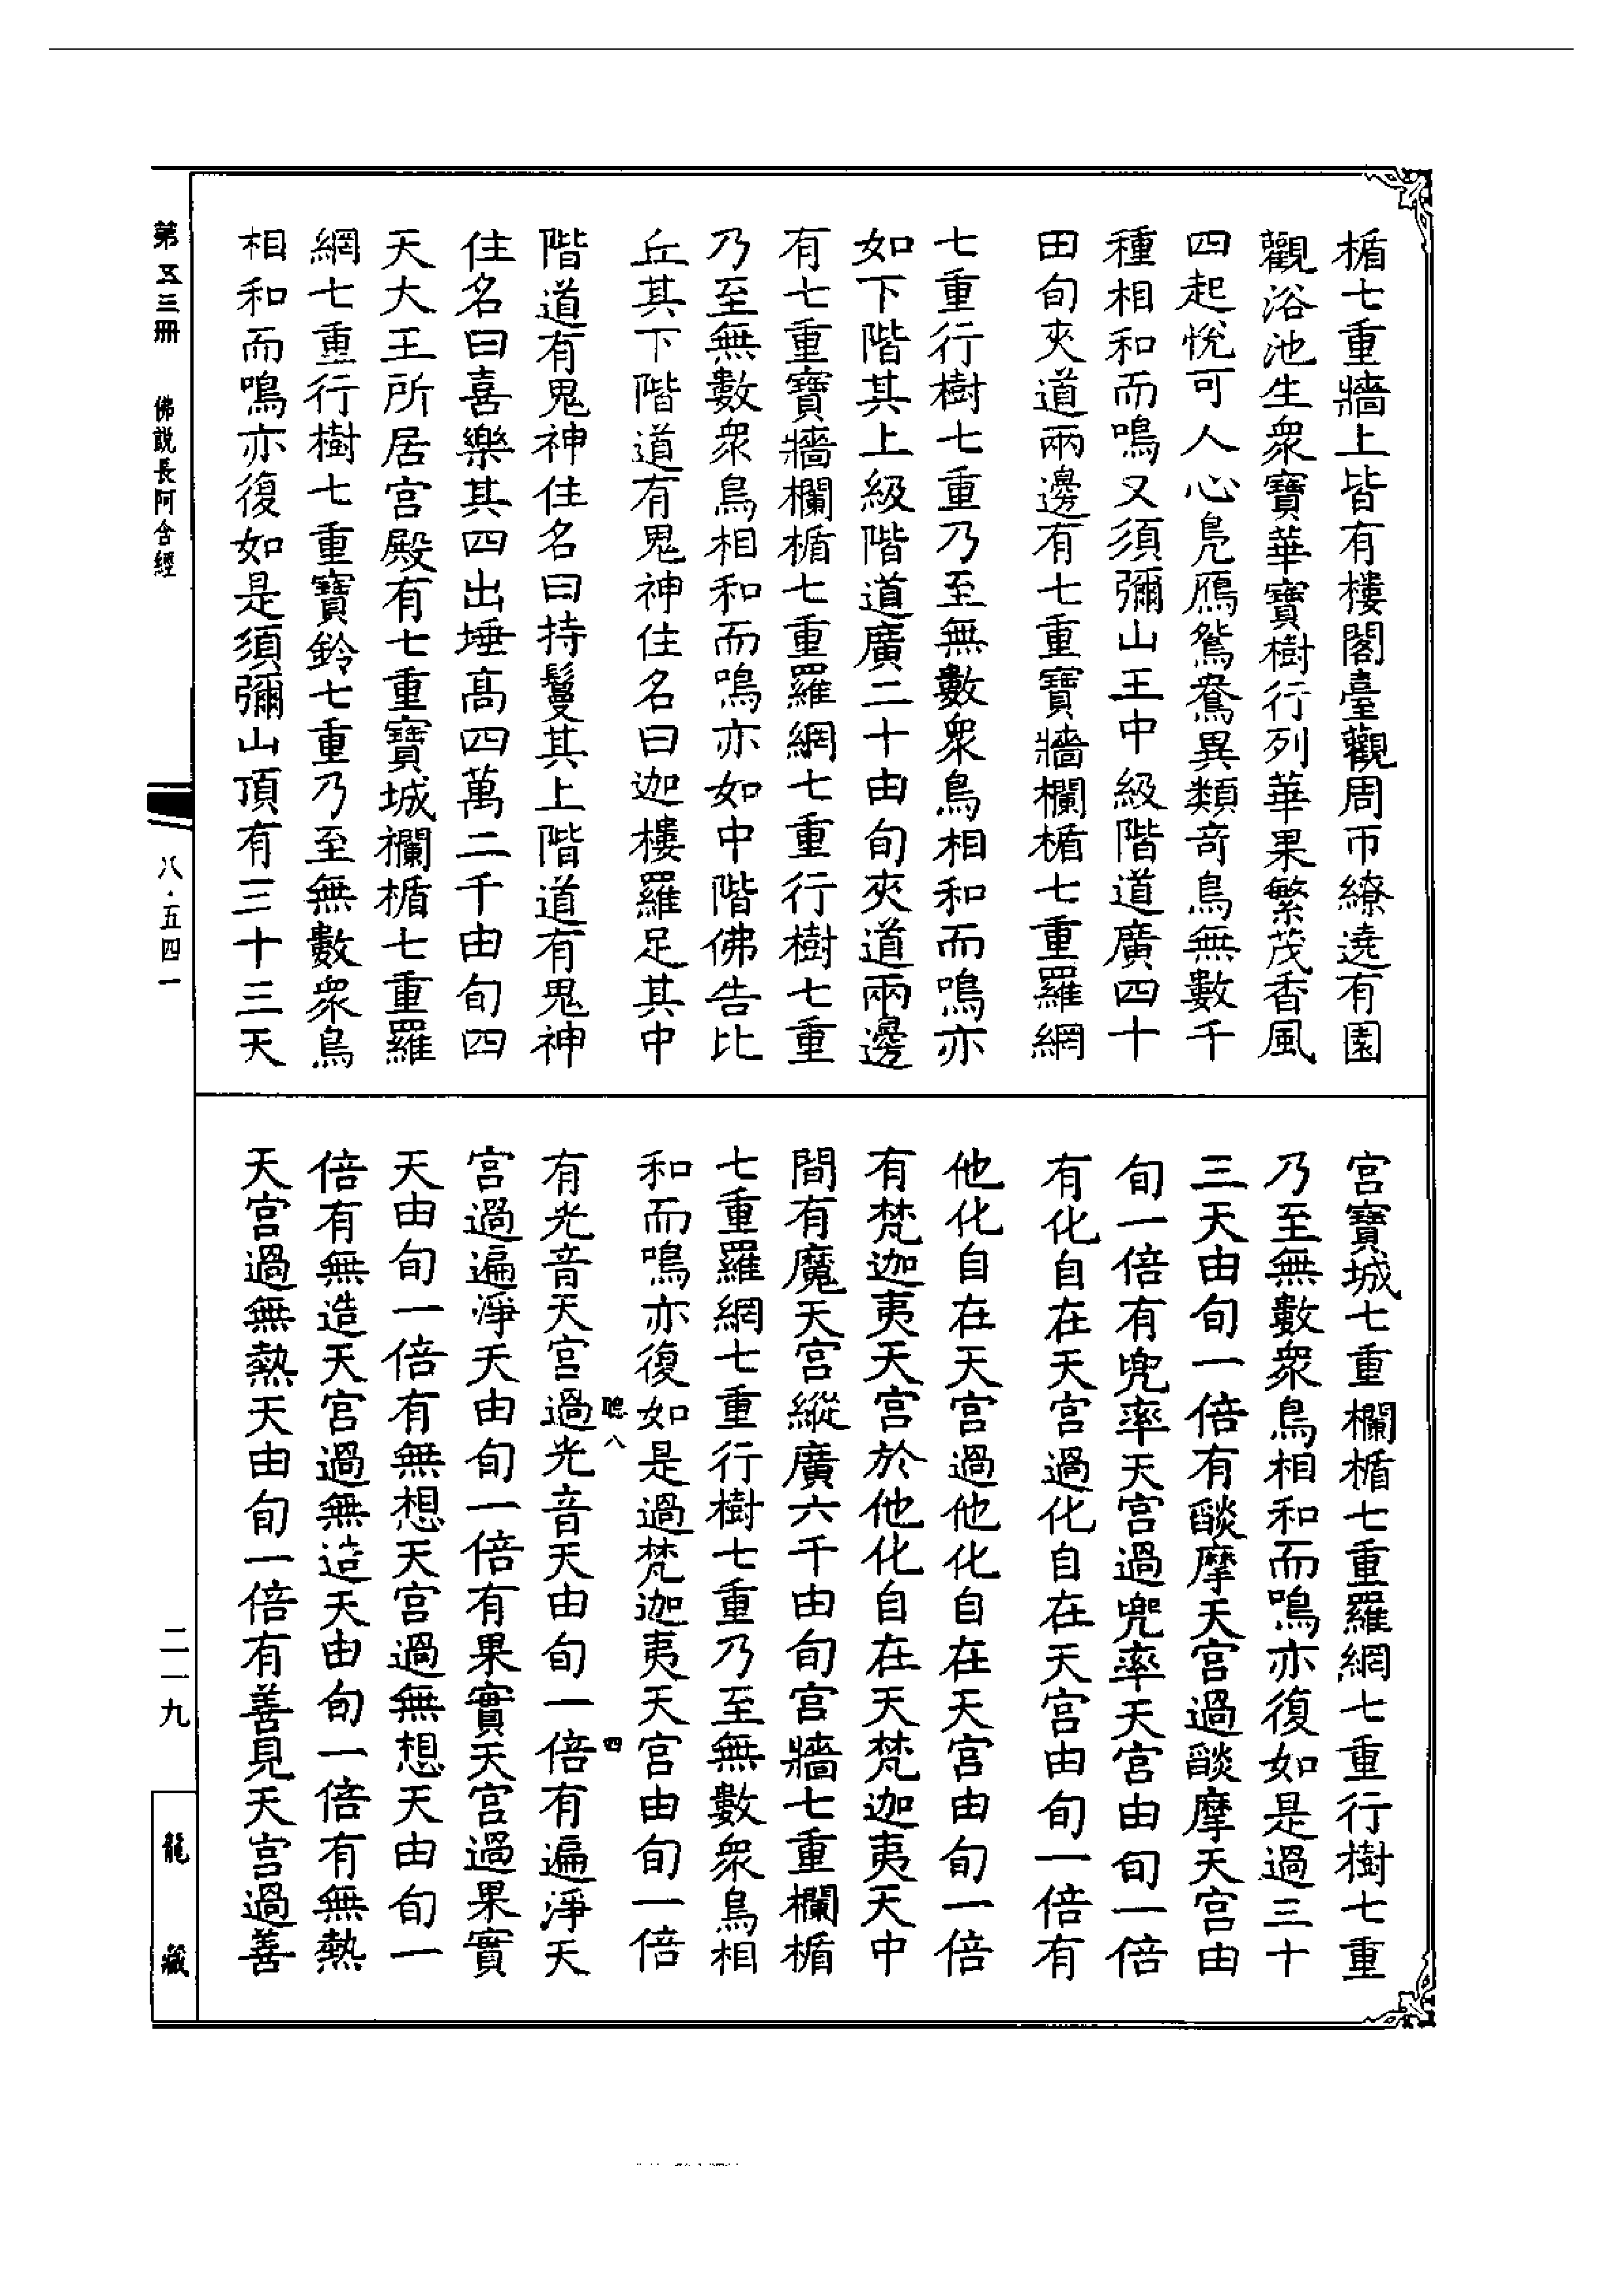 楯七重牆上皆有樓閣臺觀周帀繚遶有園
觀浴池生衆寶華寶樹行列華果繁茂香風
四起悅可人心鳧鴈鴛鴦異類竒鳥無數千
種相和而鳴又須彌山王中級階道廣四十
由旬夾道兩邊有七重寶牆欄楯七重羅網
七重行樹七重乃至無數衆鳥相和而鳴亦
如下階其上級階道廣二十由旬夾道兩邊
有七重寶牆欄楯七重羅網七重行樹七重
乃至無數衆鳥相和而鳴亦如中階佛告比
丘其下階道有鬼神住名曰迦樓羅足其中
階道有鬼神住名曰持鬘其上階道有鬼神
住名曰喜樂其四出埵高四萬二千由旬四
天大王所居宮殿有七重寶城欄楯七重羅
網七重行樹七重寶鈴七重乃至無數衆鳥
相和而鳴亦復如是須彌山頂有三十三天
宮寶城七重欄楯七重羅網七重行樹七重
乃至無數衆鳥相和而鳴亦復如是過三十
三天由旬一倍有燄摩天宮過燄摩天宮由
旬一倍有兜率天宮過兜率天宮由旬一倍
有化自在天宮過化自在天宮由旬一倍有
他化自在天宮過他化自在天宮由旬一倍
有梵迦夷天宮於他化自在天梵迦夷天中
間有魔天宮縱廣六千由旬宮牆七重欄楯
七重羅網七重行樹七重乃至無數衆鳥相
和而鳴亦復如是過梵迦夷天宮由旬一倍
聽八 四
有光音天宮過光音天由旬一倍有遍淨天
宮過遍淨天由旬一倍有果實天宮過果實
天由旬一倍有無想天宮過無想天由旬一
倍有無造天宮過無造天由旬一倍有無熱
天宮過無熱天由旬一倍有善見天宮過善
第五三册 佛説長阿含經
八·五四一
二一九
龍藏